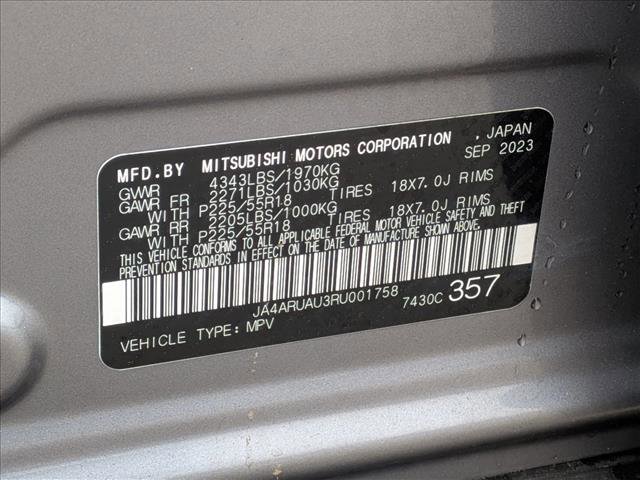 MFD.BY MITSUBISHI MOTORS CORPORATION , JAPAN
GVWR 4343LBS/1970KG SEP 2023
GAWR FR 2271LBS/1030KG
WITH P225/55R18 TIRES 18X7.0J RIMS
GAWR RR 2205LBS/1000KG
WITH P225/55R18 TIRES 18X7.0J RIMS
THIS VEHICLE CONFORMS TO ALL APPLICABLE FEDERAL MOTOR VEHICLE SAFETY AND THEFT
PREVENTION STANDARDS IN EFFECT ON THE DATE OF MANUFACTURE SHOWN ABOVE.
JA4ARUAU3RU001758 7430C 357
VEHICLE TYPE: MPV